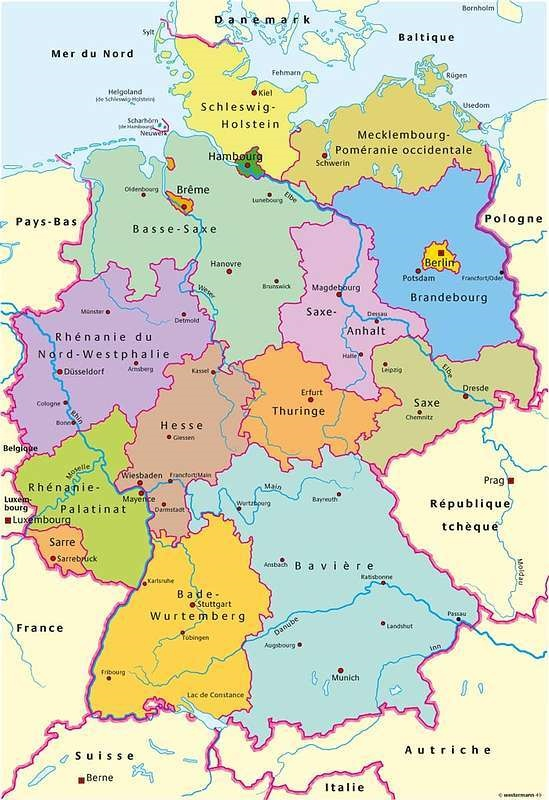 Danemark
Bornholm
Sylt
Baltique
Mer du Nord
Fehmarn
Rügen
Helgoland
(de Schleswig-Holstein)
Kiel
Schleswig-
Holstein
Usedom
Scharhörn
(de Hambourg)
Neuwerk
Mecklembourg-
Poméranie occidentale
Schwerin
Hambourg
Oldenbourg
Brême
Lunebourg
Elbe
Pays-Bas
Basse-Saxe
Pologne
Berlin
Hanovre
Potsdam
Francfort/Oder
Brunswick
Weser
Magdebourg
Brandebourg
Saxe-
Anhalt
Münster
Detmold
Dessau
Rhénanie du
Nord-Westphalie
Halle
Leipzig
Elbe
Düsseldorf
Arnsberg
Kassel
Dresde
Cologne
Erfurt
Thuringe
Saxe
Chemnitz
Bonn
Rhin
Hesse
Giessen
Belgique
Moselle
Wiesbaden
Francfort/Main
Prag
Rhénanie-
Palatinat
Mayence
Main
Bayreuth
Luxem-
bourg
Luxembourg
Darmstadt
Wurtzbourg
République
tchèque
Sarre
Sarrebruck
Ansbach
Bavière
Moldau
Karlsruhe
Ratisbonne
Bade-
Wurtemberg
Stuttgart
Passau
France
Tübingen
Danube
Landshut
Augsbourg
Inn
Fribourg
Munich
Lac de Constance
Suisse
Autriche
Berne
Italie
© westermann